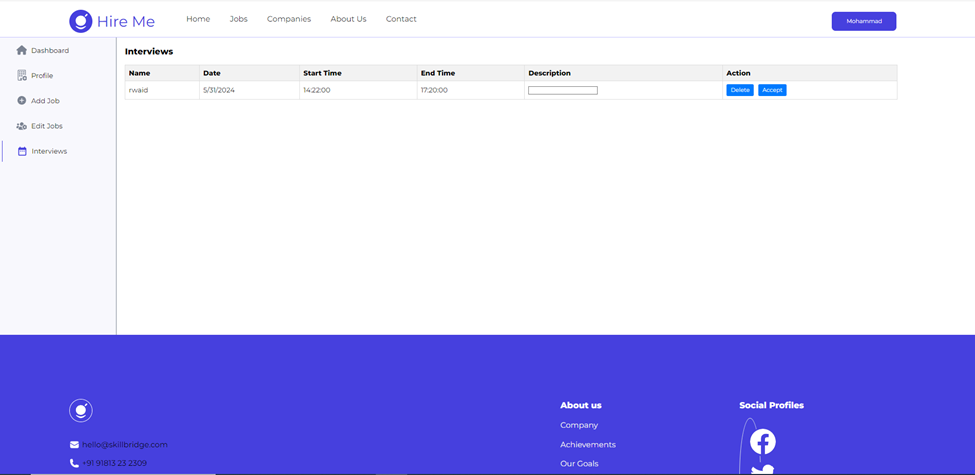 Hire Me
Home Jobs Companies About Us Contact
Mohammad
Dashboard
Profile
Add Job
Edit Jobs
Interviews
Interviews
Name Date Start Time End Time Description Action
rwaid 5/31/2024 14:22:00 17:20:00 Delete Accept
hello@skillbridge.com
+91 91813 23 2309
About us
Company
Achievements
Our Goals
Social Profiles